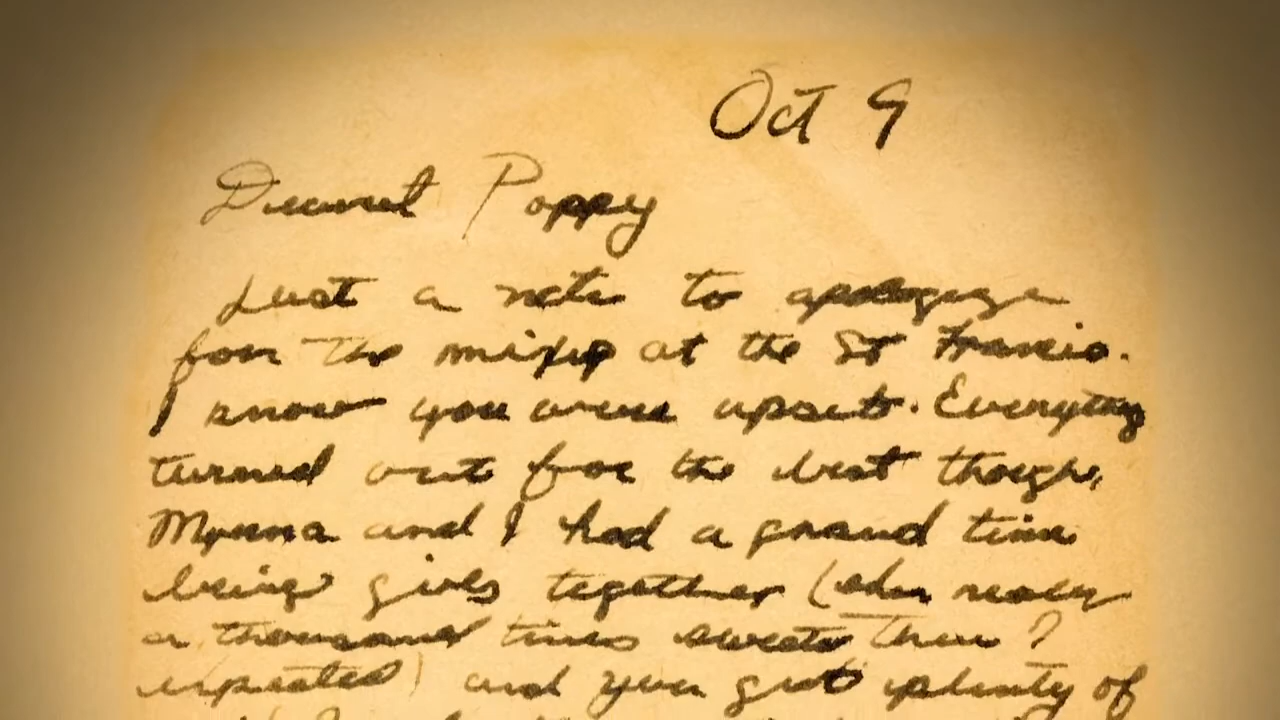 Oct 9
Dearest Poppy
Just a note to apologize
for the mixup at the St Francis.
I know you were upset. Everything
turned out for the best though,
Myrna and I had a grand time
being girls together (she's really
a thousand times sweeter than I
expected) and you got plenty of